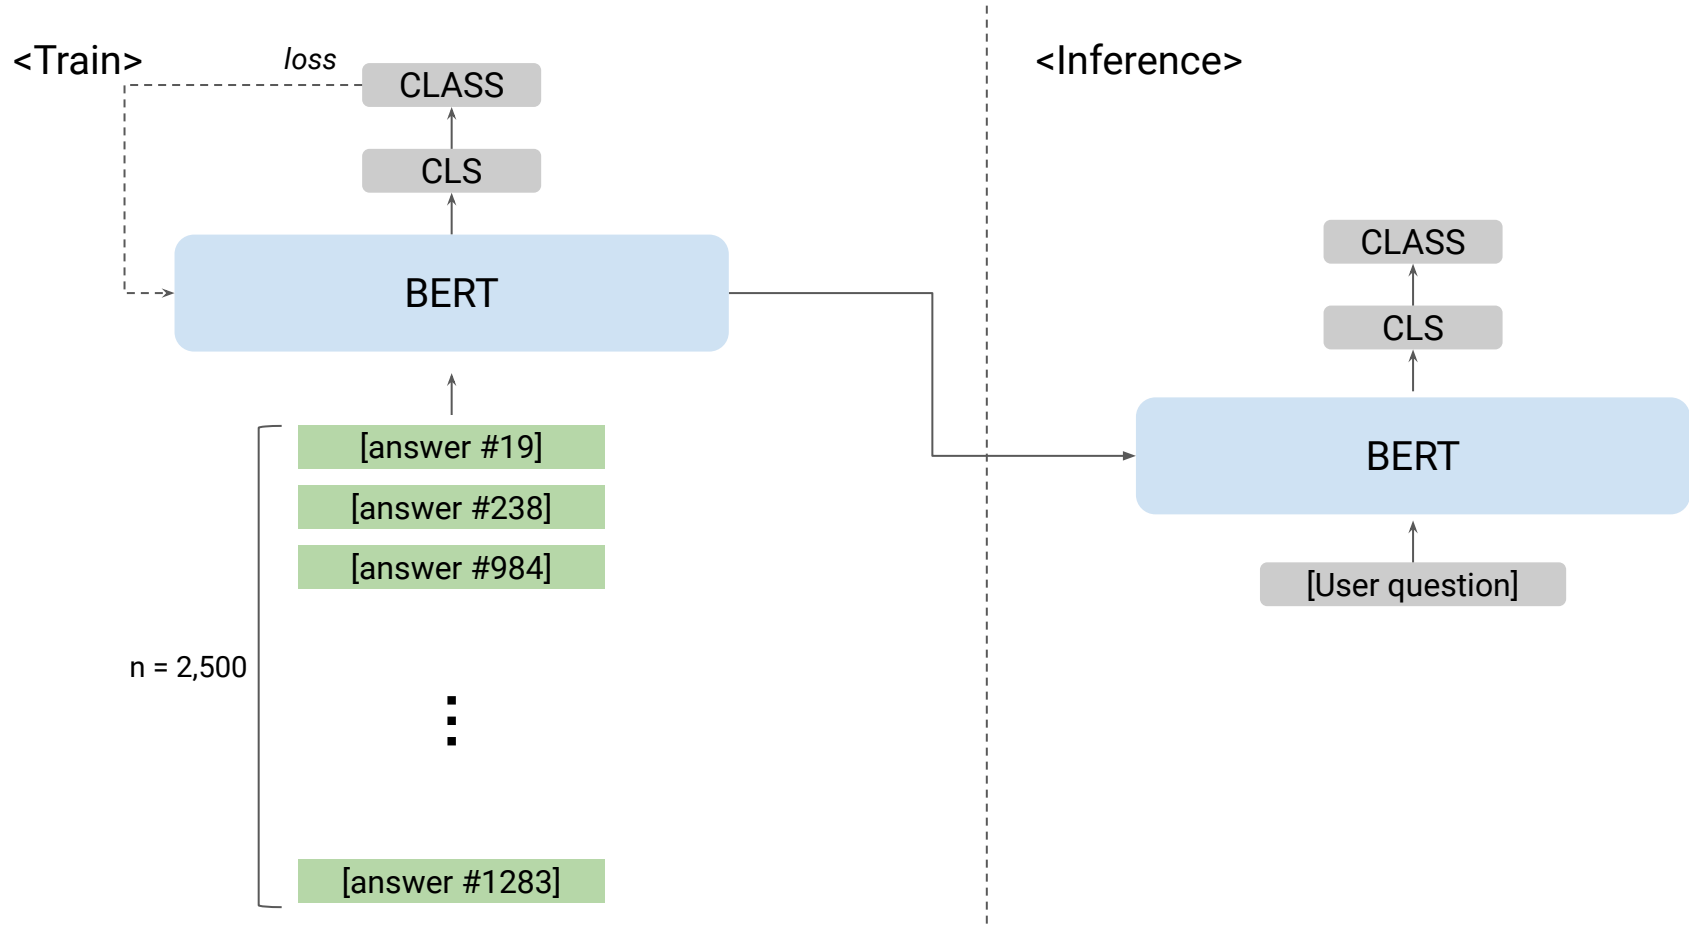 <Train>
loss
CLASS
CLS
BERT
[answer #19]
[answer #238]
[answer #984]
n = 2,500
[answer #1283]
<Inference>
CLASS
CLS
BERT
[User question]